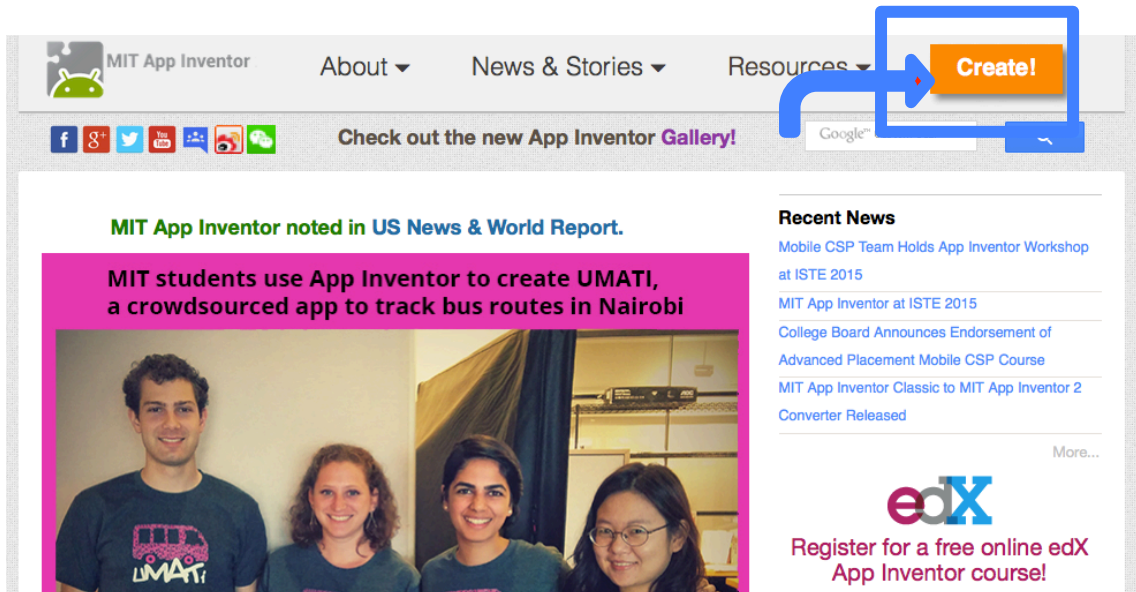 MIT App Inventor
About
News & Stories
Resources
Create!
f
g+
You
Tube
Check out the new App Inventor Gallery!
Google™
MIT App Inventor noted in US News & World Report.
MIT students use App Inventor to create UMATI,
a crowdsourced app to track bus routes in Nairobi
UMATi
Recent News
Mobile CSP Team Holds App Inventor Workshop
at ISTE 2015
MIT App Inventor at ISTE 2015
College Board Announces Endorsement of
Advanced Placement Mobile CSP Course
MIT App Inventor Classic to MIT App Inventor 2
Converter Released
More...
edX
Register for a free online edX
App Inventor course!